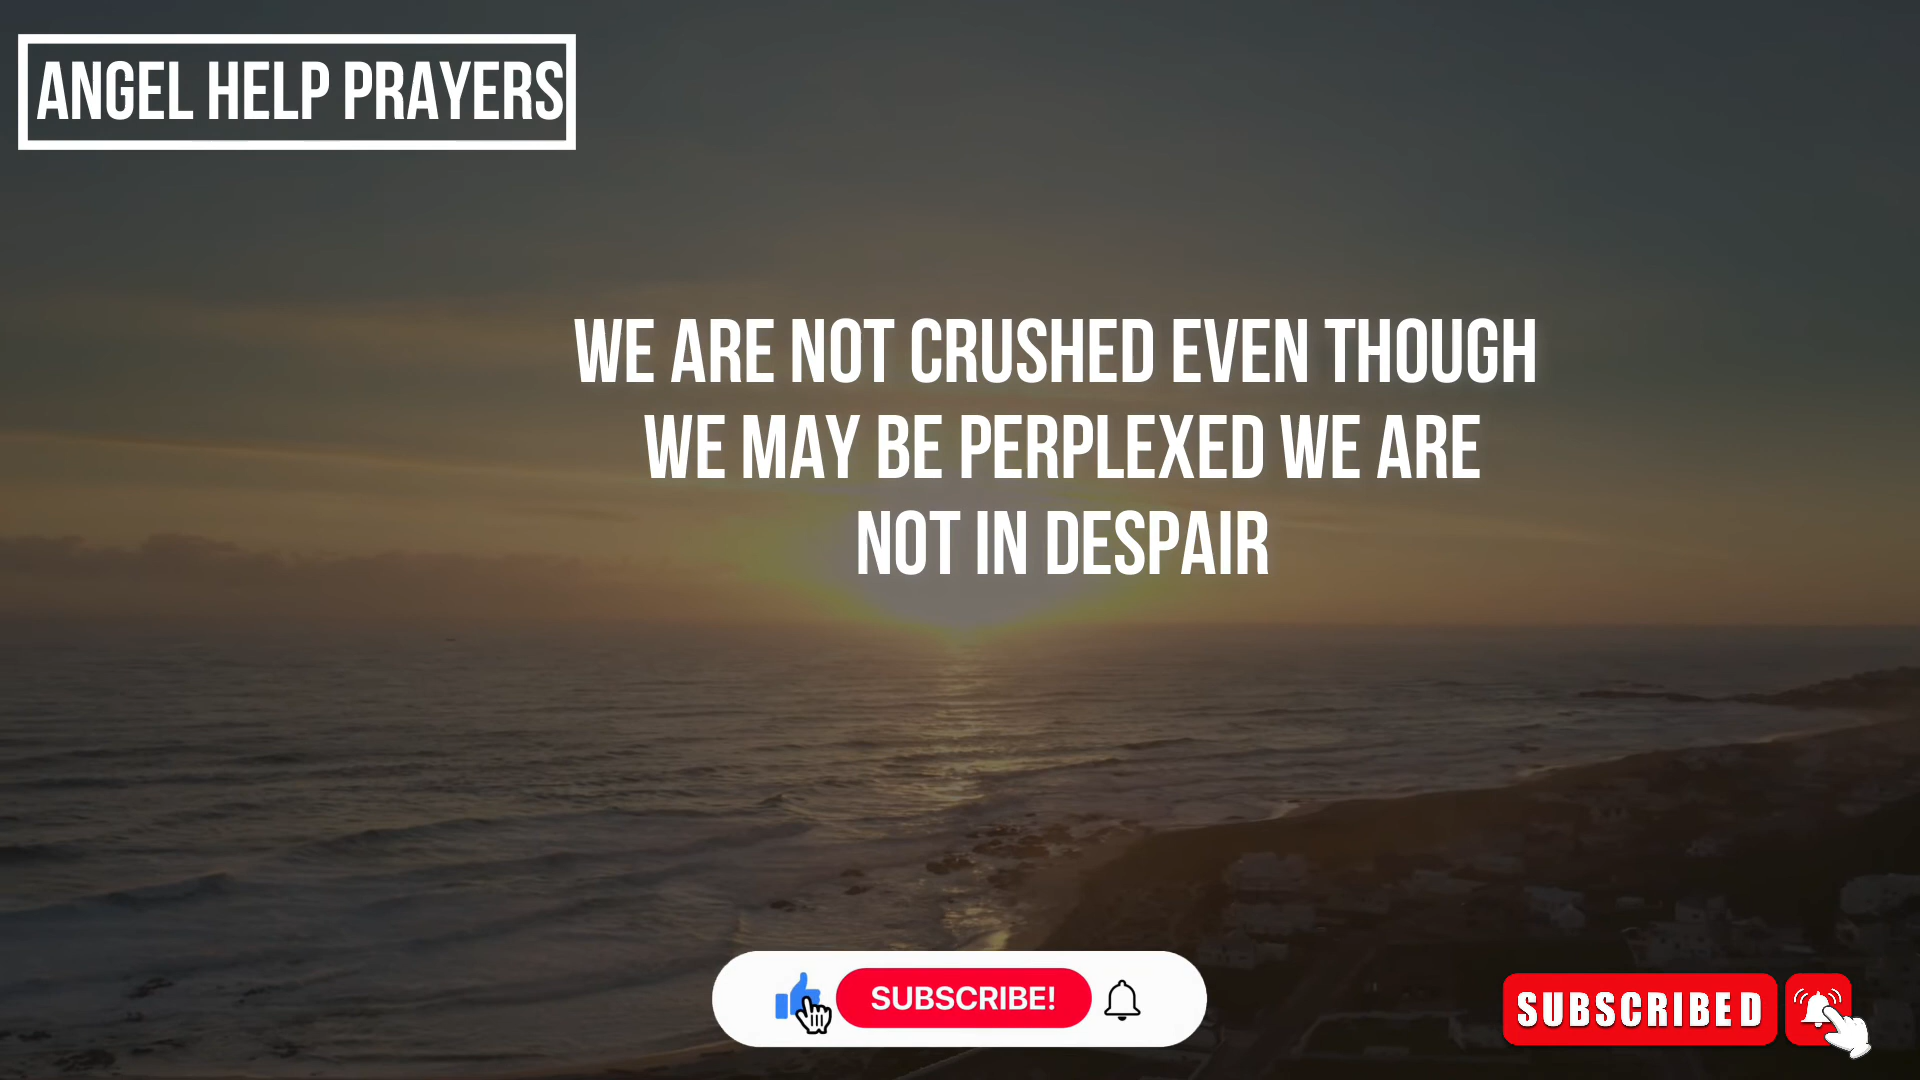 ANGEL HELP PRAYERS
WE ARE NOT CRUSHED EVEN THOUGH
WE MAY BE PERPLEXED WE ARE
NOT IN DESPAIR
SUBSCRIBE!
SUBSCRIBED